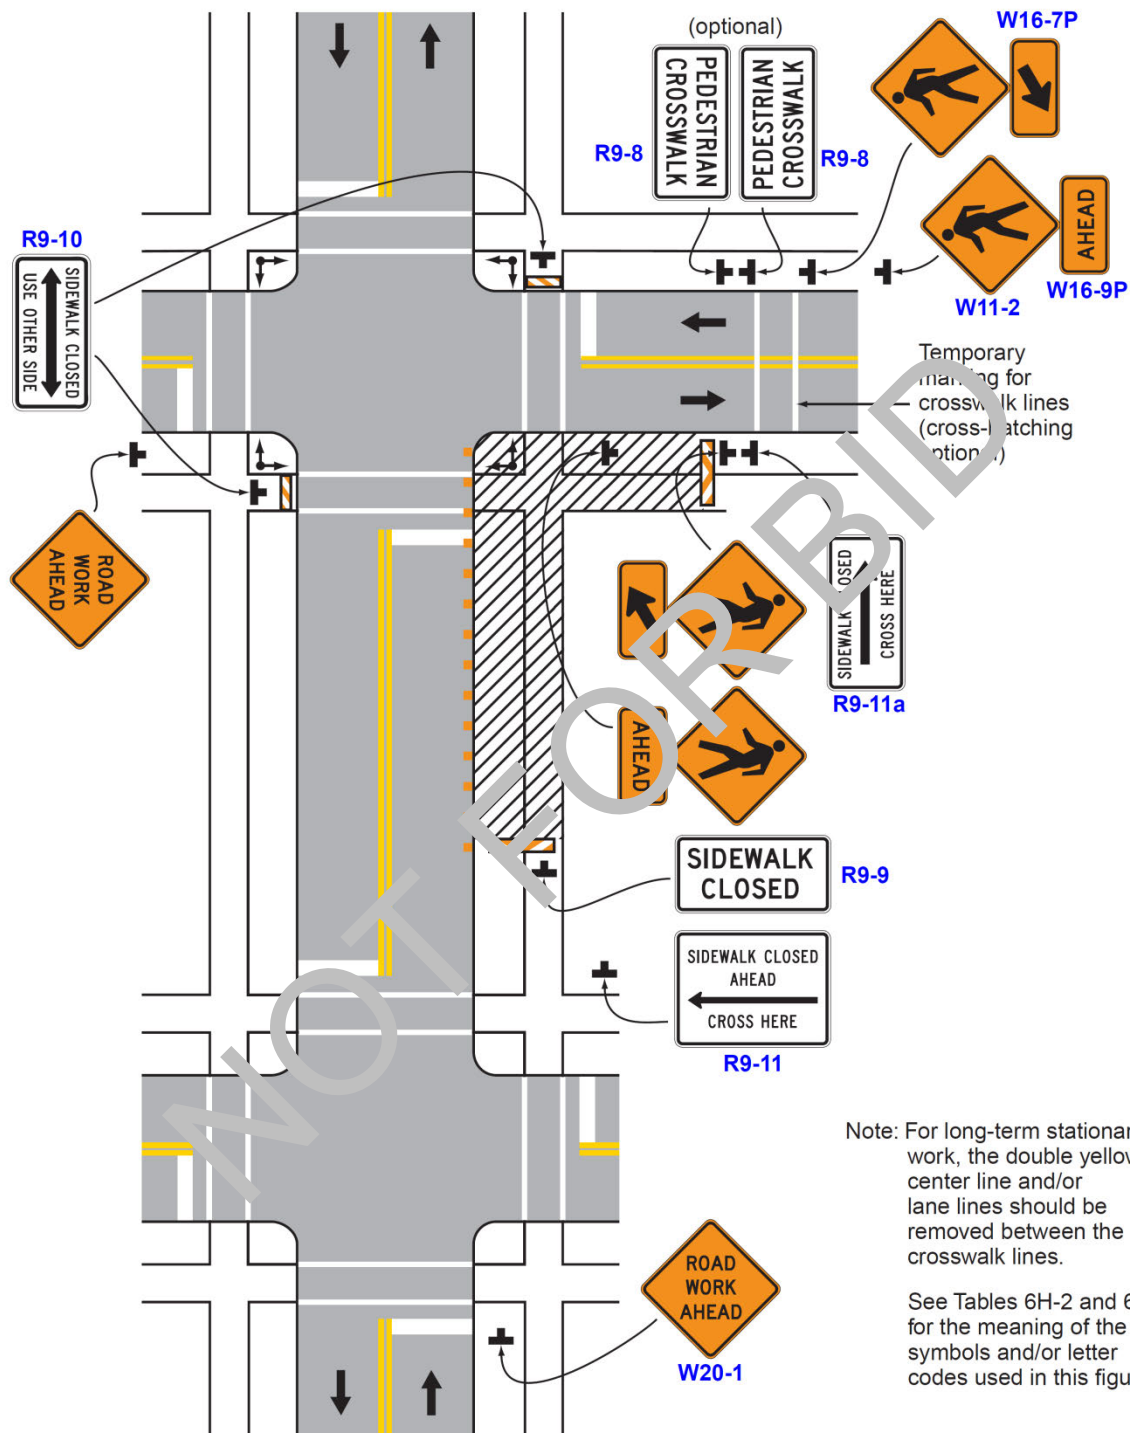 (optional)
W16-7P
PEDESTRIAN
CROSSWALK
PEDESTRIAN
CROSSWALK
R9-8
R9-8
AHEAD
W11-2
W16-9P
R9-10
SIDEWALK CLOSED
USE OTHER SIDE
Temporary
marking for
crosswalk lines
(cross-hatching
optional)
ROAD
WORK
AHEAD
SIDEWALK CLOSED
CROSS HERE
R9-11a
AHEAD
SIDEWALK
CLOSED
R9-9
SIDEWALK CLOSED
AHEAD
CROSS HERE
R9-11
Note: For long-term stationar
work, the double yellow
center line and/or
lane lines should be
removed between the
crosswalk lines.
See Tables 6H-2 and 6
for the meaning of the
symbols and/or letter
codes used in this figu
ROAD
WORK
AHEAD
W20-1
NOT FOR BID